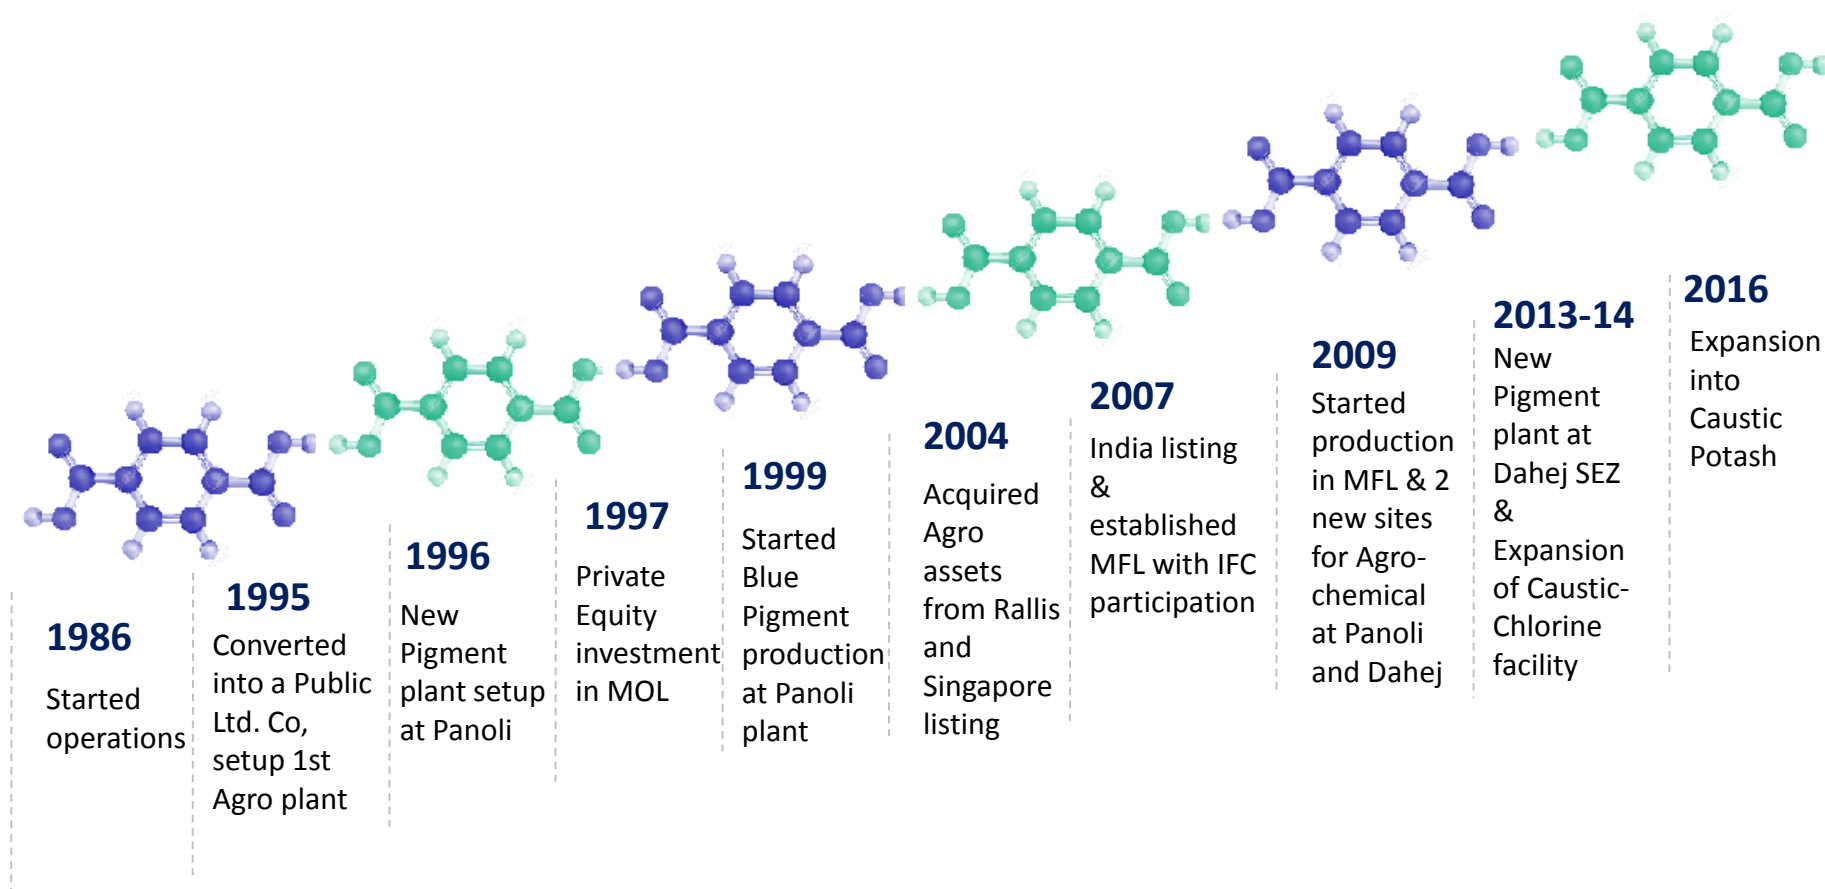 1986
Started
operations
1995
Converted
into a Public
Ltd. Co,
setup 1st
Agro plant
1996
New
Pigment
plant setup
at Panoli
1997
Private
Equity
investment
in MOL
1999
Started
Blue
Pigment
production
at Panoli
plant
2004
Acquired
Agro
assets
from Rallis
and
Singapore
listing
2007
India listing
&
established
MFL with IFC
participation
2009
Started
production
in MFL & 2
new sites
for Agro-
chemical
at Panoli
and Dahej
2013-14
New
Pigment
plant at
Dahej SEZ
&
Expansion
of Caustic-
Chlorine
facility
2016
Expansion
into
Caustic
Potash